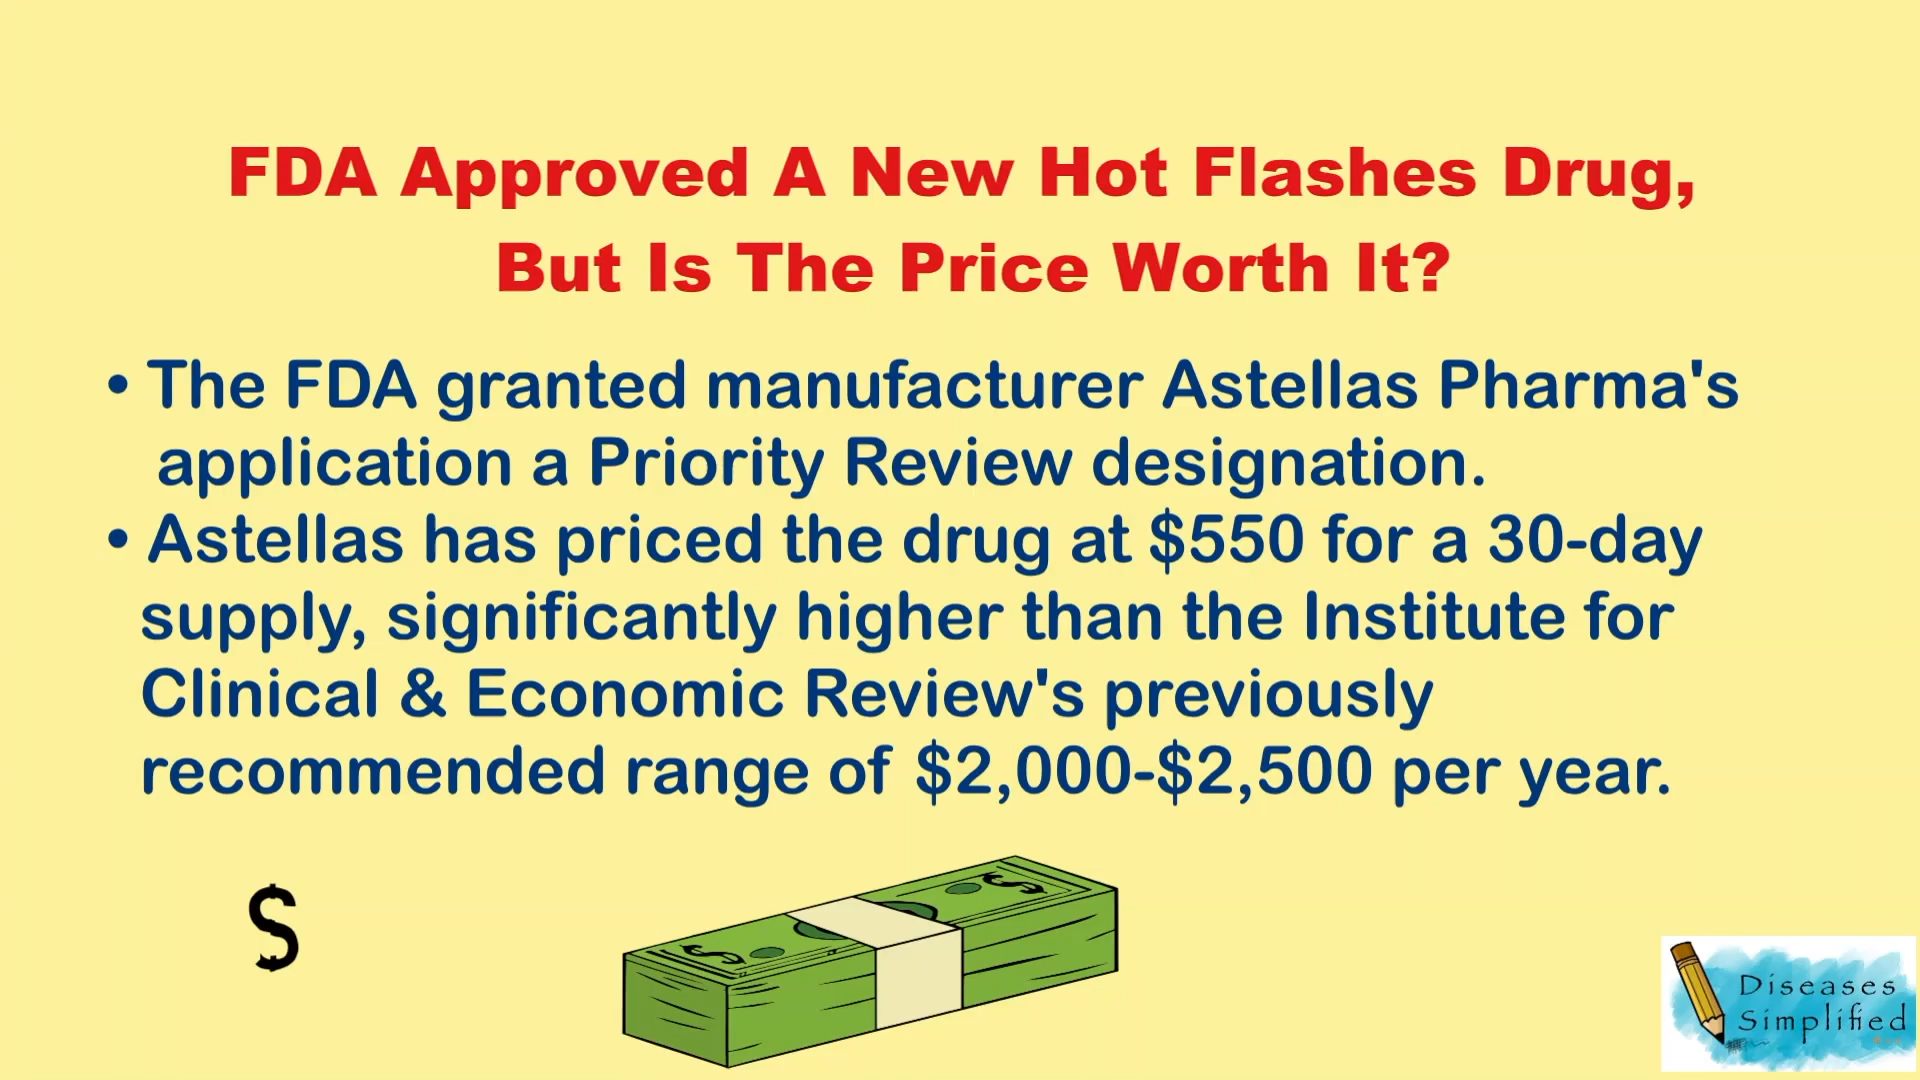 FDA Approved A New Hot Flashes Drug,
But Is The Price Worth It?
• The FDA granted manufacturer Astellas Pharma's
application a Priority Review designation.
• Astellas has priced the drug at $550 for a 30-day
supply, significantly higher than the Institute for
Clinical & Economic Review's previously
recommended range of $2,000-$2,500 per year.
$
$ $
Diseases
Simplified